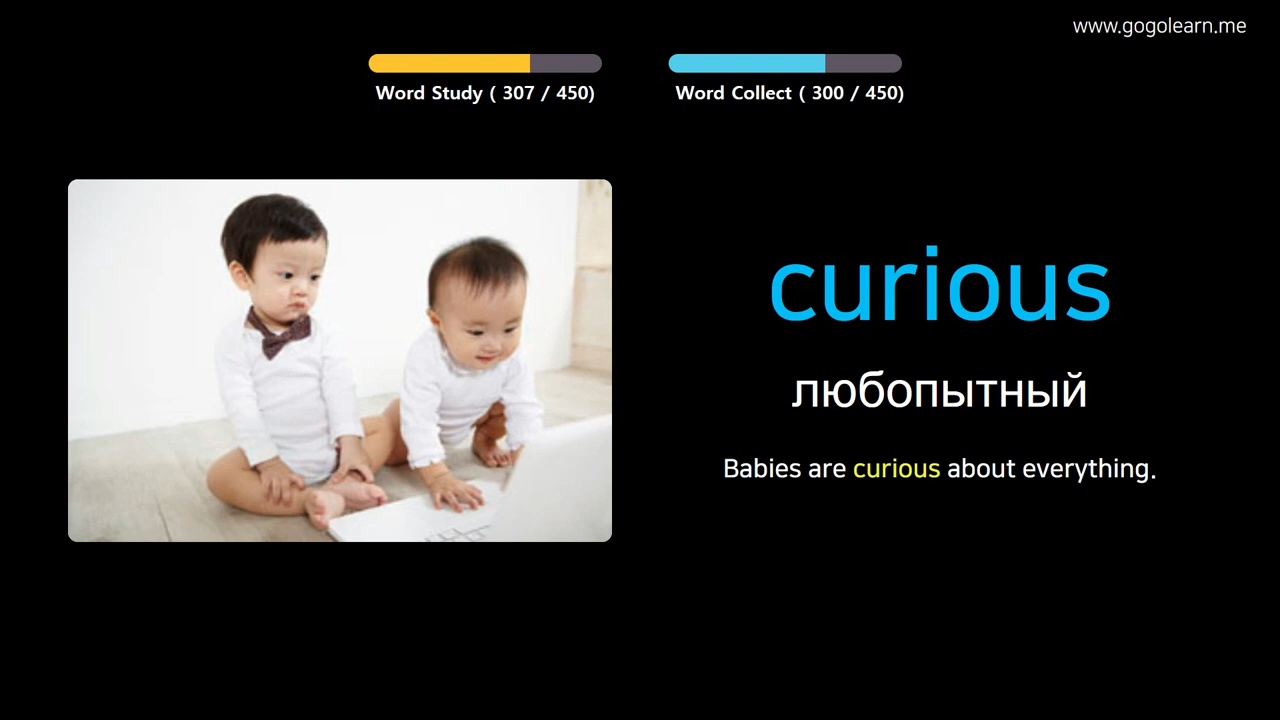 www.gogolearn.me
Word Study ( 307 / 450)
Word Collect ( 300 / 450)
curious
любопытный
Babies are curious about everything.